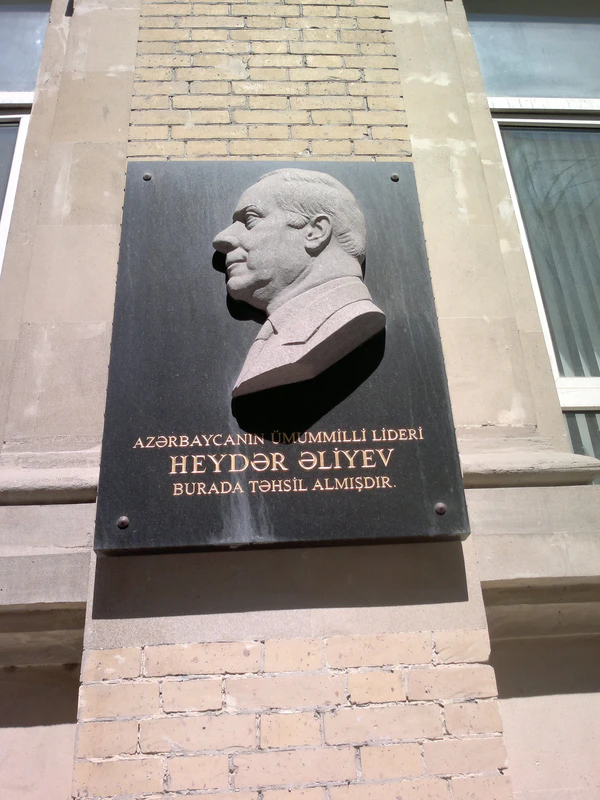 AZƏRBAYCANIN ÜMUMMİLLİ LİDERİ
HEYDƏR ƏLİYEV
BURADA TƏHSİL ALMIŞDIR.